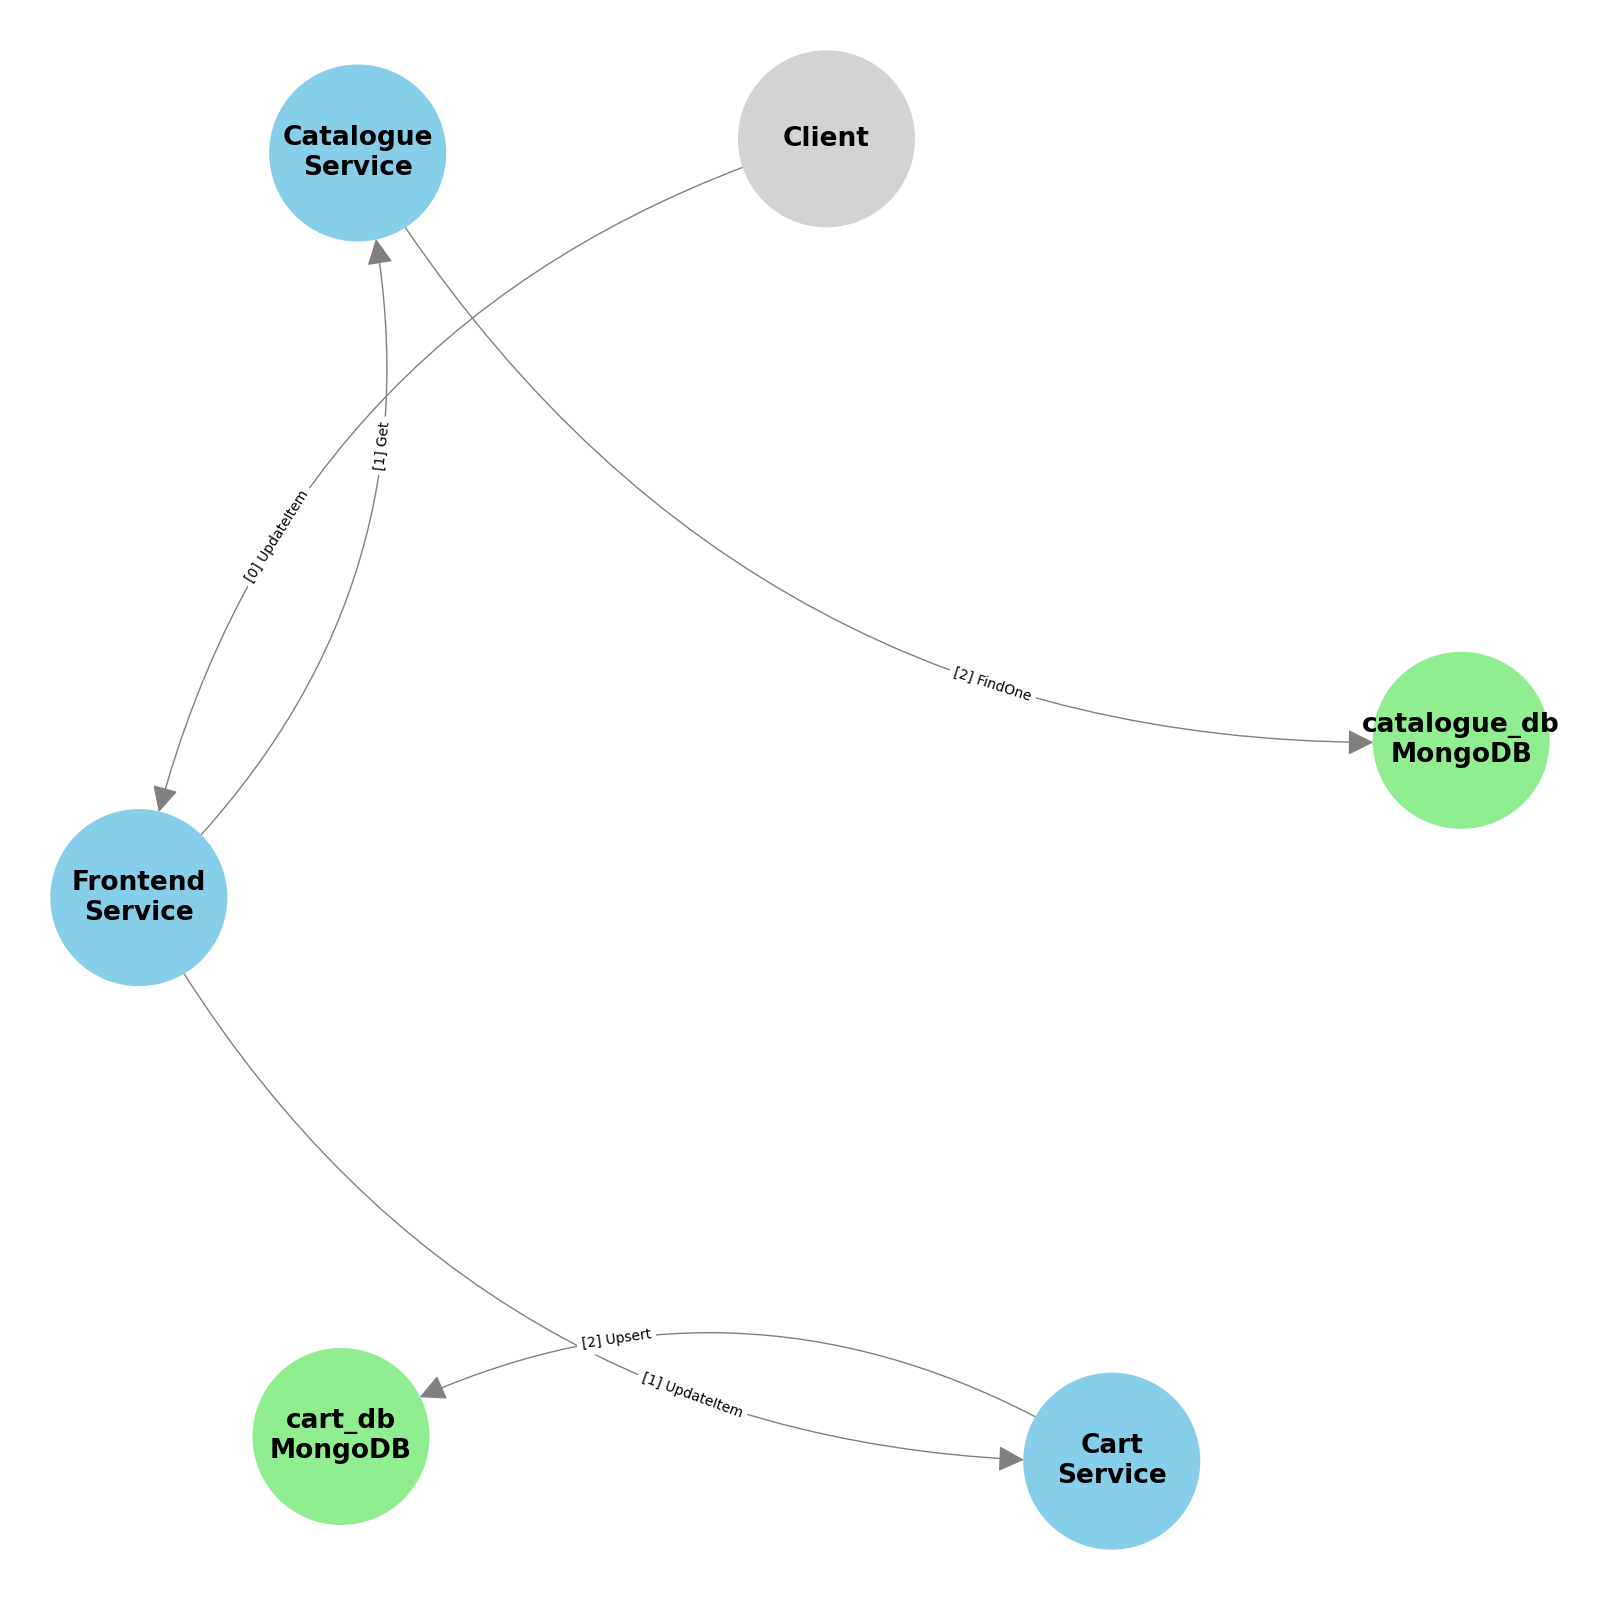 Catalogue
Service
Client
[1] Get
[0] UpdateItem
[2] FindOne
catalogue_db
MongoDB
Frontend
Service
[2] Upsert
[1] UpdateItem
cart_db
MongoDB
Cart
Service